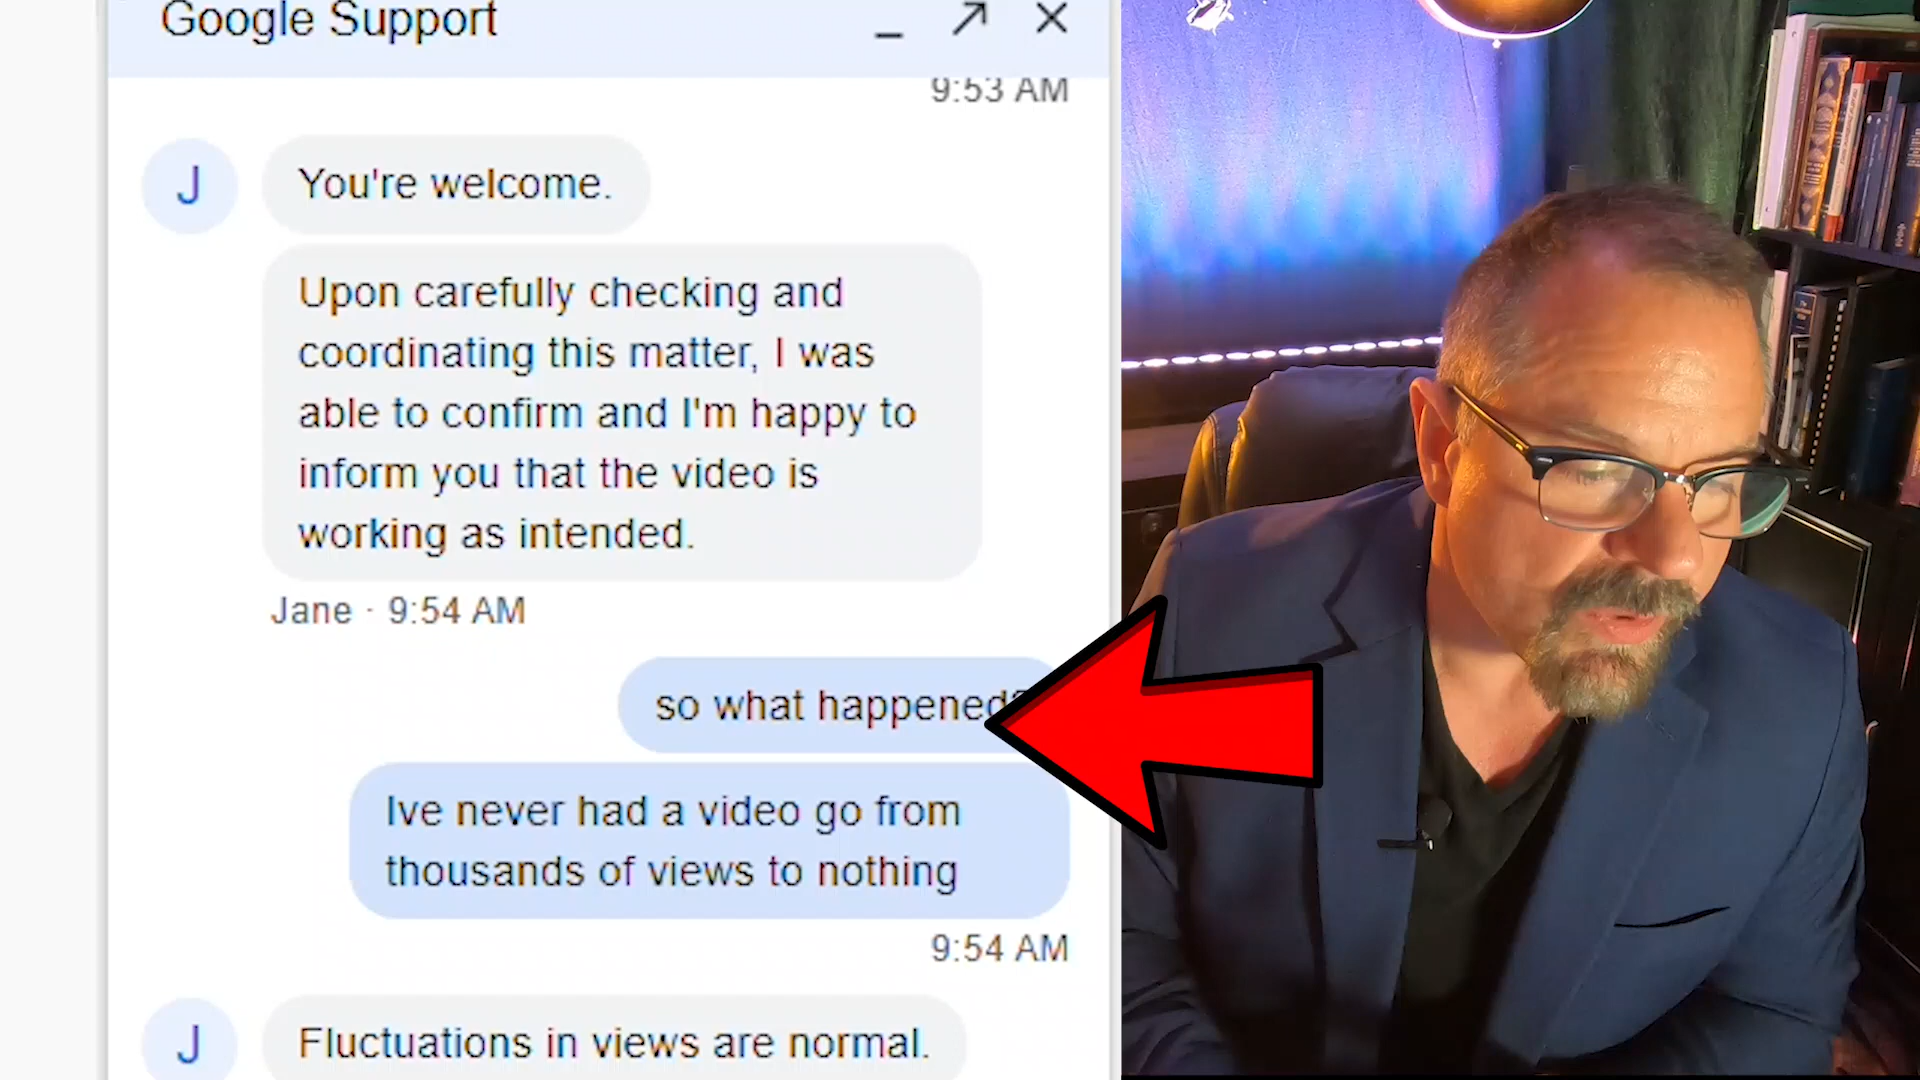 Google Support
9:53 AM
J
You're welcome.
Upon carefully checking and
coordinating this matter, I was
able to confirm and I'm happy to
inform you that the video is
working as intended.
Jane · 9:54 AM
so what happened?
Ive never had a video go from
thousands of views to nothing
9:54 AM
J
Fluctuations in views are normal.